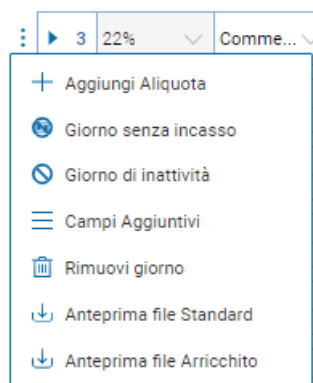 3 22% Comme...
Aggiungi Aliquota
Giorno senza incasso
Giorno di inattività
Campi Aggiuntivi
Rimuovi giorno
Anteprima file Standard
Anteprima file Arricchito